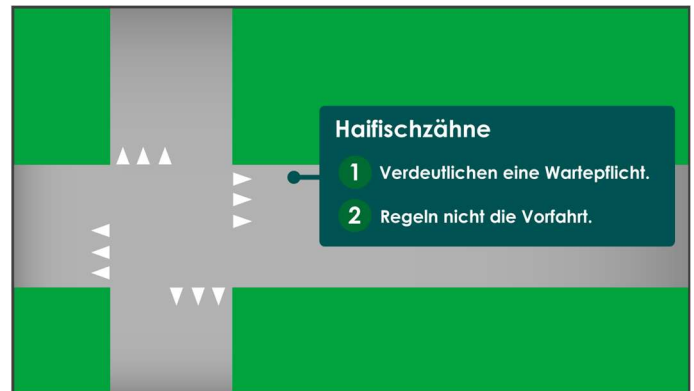 Haifischzähne
1 Verdeutlichen eine Wartepflicht.
2 Regeln nicht die Vorfahrt.